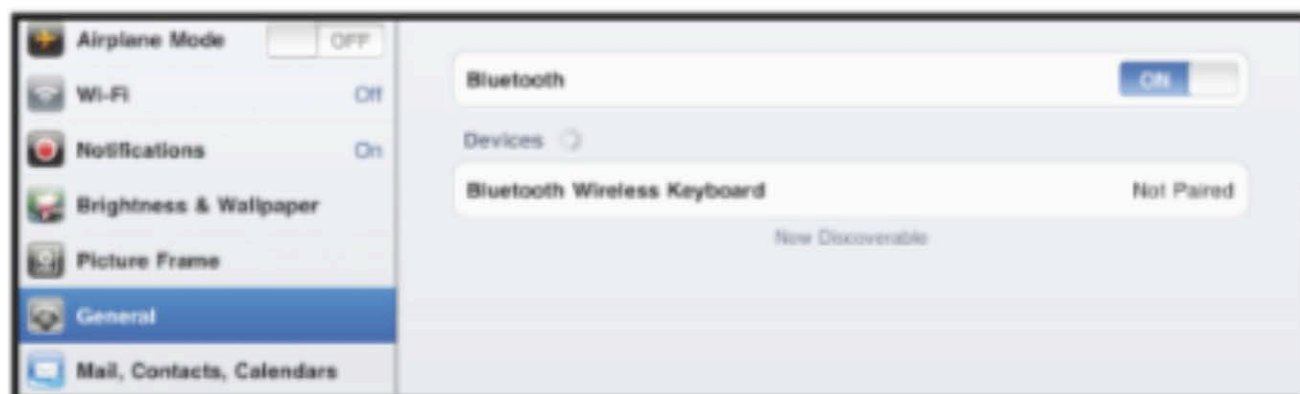 Airplane Mode OFF
Wi-Fi Off
Notifications On
Brightness & Wallpaper
Picture Frame
General
Mail, Contacts, Calendars
Bluetooth ON
Devices
Bluetooth Wireless Keyboard Not Paired
Now Discoverable